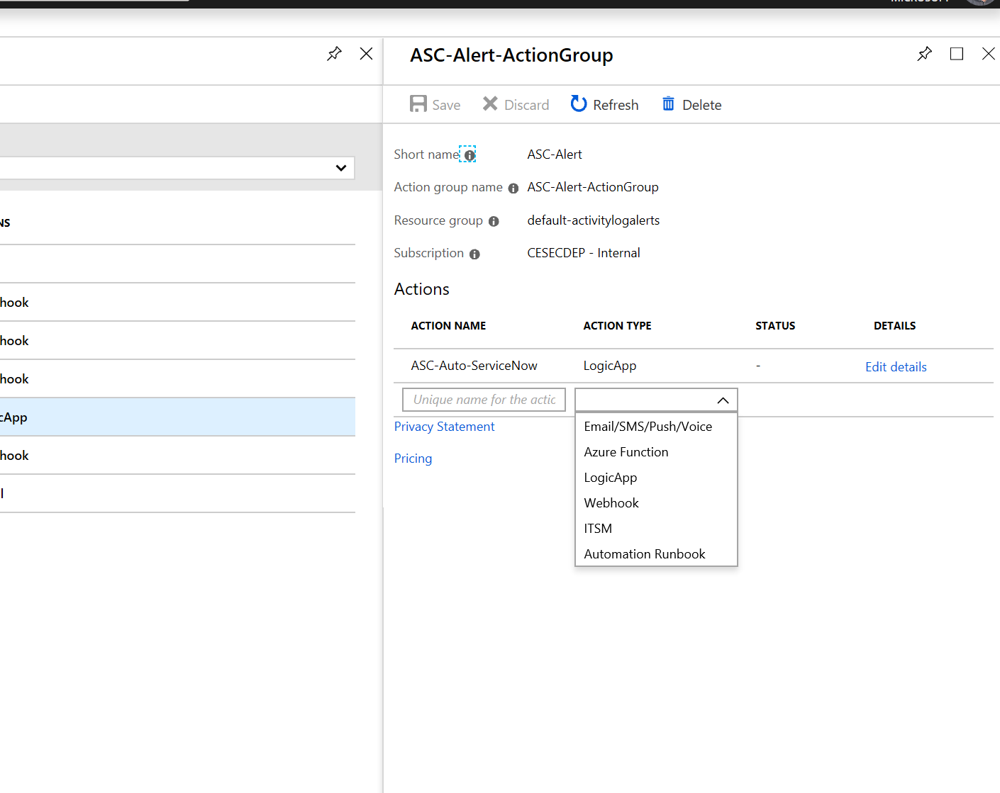 MICROSOFT
ASC-Alert-ActionGroup
Save Discard Refresh Delete
Short name ASC-Alert
Action group name ASC-Alert-ActionGroup
Resource group default-activitylogalerts
Subscription CESECDEP - Internal
NS
hook
hook
hook
cApp
hook
l
Actions
ACTION NAME ACTION TYPE STATUS DETAILS
ASC-Auto-ServiceNow LogicApp - Edit details
Unique name for the actic
Privacy Statement
Pricing
Email/SMS/Push/Voice
Azure Function
LogicApp
Webhook
ITSM
Automation Runbook